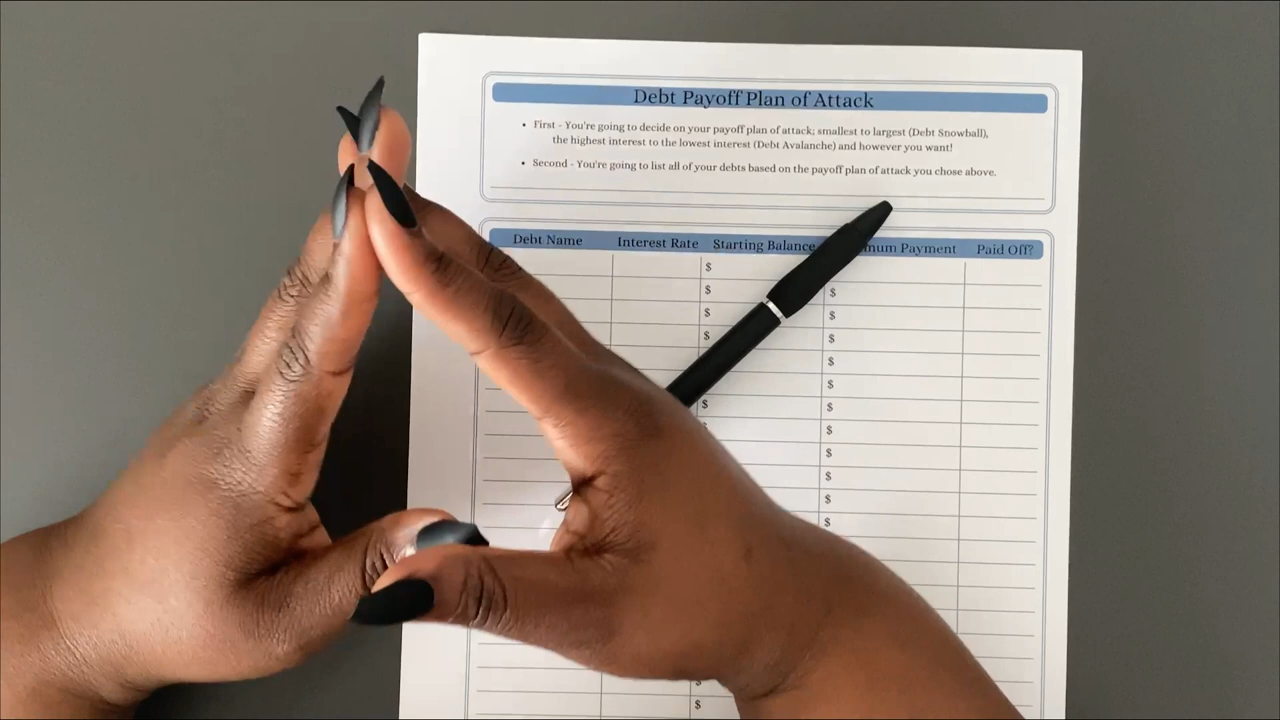 Debt Payoff Plan of Attack
• First - You're going to decide on your payoff plan of attack; smallest to largest (Debt Snowball),
the highest interest to the lowest interest (Debt Avalanche) and however you want!
• Second - You're going to list all of your debts based on the payoff plan of attack you chose above.
Debt Name Interest Rate Starting Balance Payment Paid Off?
$
$ $
$ $
$ $
$
$
$ $
$
$
$
$
$
$
$